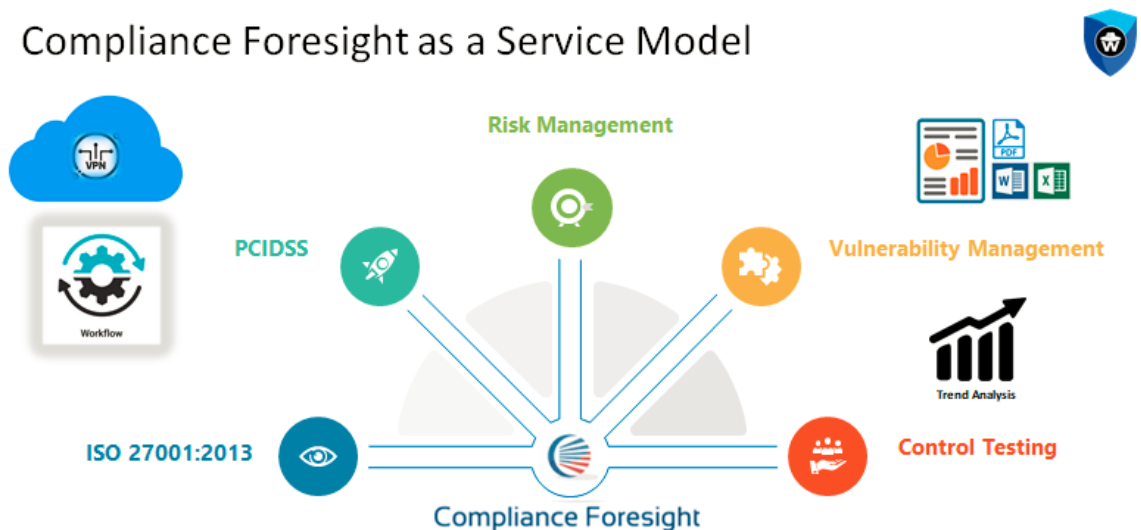 Compliance Foresight as a Service Model
W
Risk Management
VPN
PDF
W
X
PCIDSS
Vulnerability Management
Workflow
Trend Analysis
ISO 27001:2013
Control Testing
Compliance Foresight